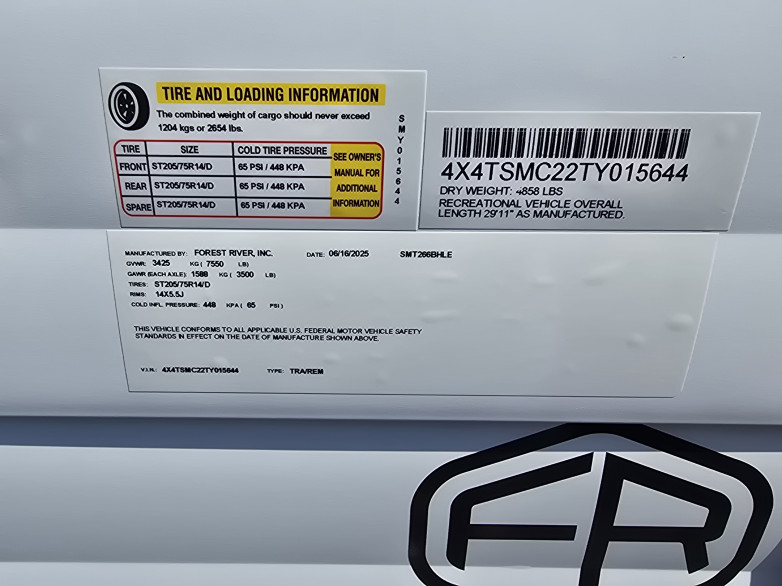 TIRE AND LOADING INFORMATION
The combined weight of cargo should never exceed
1204 kgs or 2654 lbs.
TIRE SIZE COLD TIRE PRESSURE
FRONT ST205/75R14/D 65 PSI / 448 KPA
REAR ST205/75R14/D 65 PSI / 448 KPA
SPARE ST205/75R14/D 65 PSI / 448 KPA
SEE OWNER'S
MANUAL FOR
ADDITIONAL
INFORMATION
SMY015644
4X4TSMC22TY015644
DRY WEIGHT: 4858 LBS
RECREATIONAL VEHICLE OVERALL
LENGTH 29'11" AS MANUFACTURED.
MANUFACTURED BY: FOREST RIVER, INC. DATE: 06/16/2025 SMT266BHLE
GVWR: 3425 KG ( 7550 LB)
GAWR (EACH AXLE): 1588 KG ( 3500 LB)
TIRES: ST205/75R14/D
RIMS: 14X5.5J
COLD INFL. PRESSURE: 448 KPA ( 65 PSI )
THIS VEHICLE CONFORMS TO ALL APPLICABLE U.S. FEDERAL MOTOR VEHICLE SAFETY
STANDARDS IN EFFECT ON THE DATE OF MANUFACTURE SHOWN ABOVE.
V.I.N.: 4X4TSMC22TY015644 TYPE: TRA/REM
FR